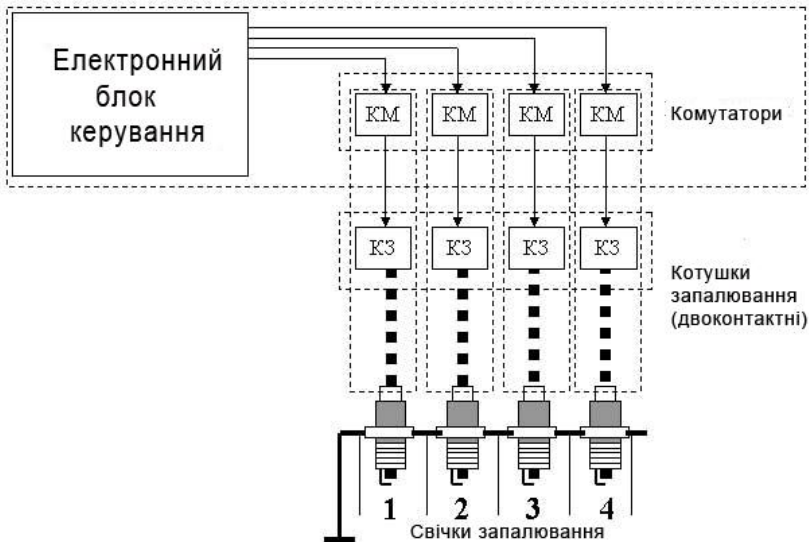 Електронний
блок
керування
КМ КМ КМ КМ
Комутатори
КЗ КЗ КЗ КЗ
Котушки
запалювання
(двоконтактні)
1 2 3 4
Свічки запалювання